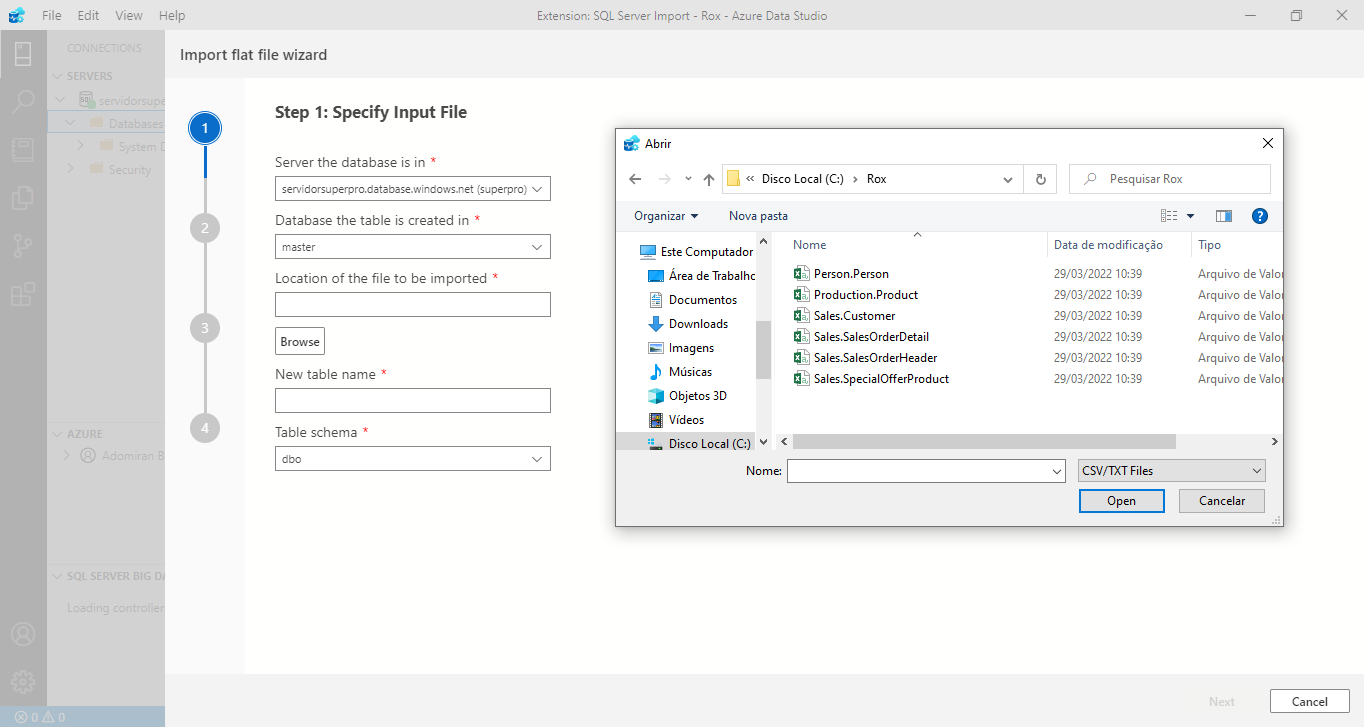 File Edit View Help
Extension: SQL Server Import - Rox - Azure Data Studio
CONNECTIONS
SERVERS
servidorsupe
Databases
System D
Security
AZURE
Adomiran B
SQL SERVER BIG DA
Loading controller
0 0
Import flat file wizard
1
2
3
4
Step 1: Specify Input File
Server the database is in *
servidorsuperpro.database.windows.net (superpro)
Database the table is created in *
master
Location of the file to be imported *
Browse
New table name *
Table schema *
dbo
Abrir
« Disco Local (C:) › Rox
Pesquisar Rox
Organizar Nova pasta
?
Este Computador
Área de Trabalho
Documentos
Downloads
Imagens
Músicas
Objetos 3D
Vídeos
Disco Local (C:)
Nome Data de modificação Tipo
Person.Person 29/03/2022 10:39 Arquivo de Valor
Production.Product 29/03/2022 10:39 Arquivo de Valor
Sales.Customer 29/03/2022 10:39 Arquivo de Valor
Sales.SalesOrderDetail 29/03/2022 10:39 Arquivo de Valor
Sales.SalesOrderHeader 29/03/2022 10:39 Arquivo de Valor
Sales.SpecialOfferProduct 29/03/2022 10:39 Arquivo de Valor
Nome:
CSV/TXT Files
Open Cancelar
Next Cancel